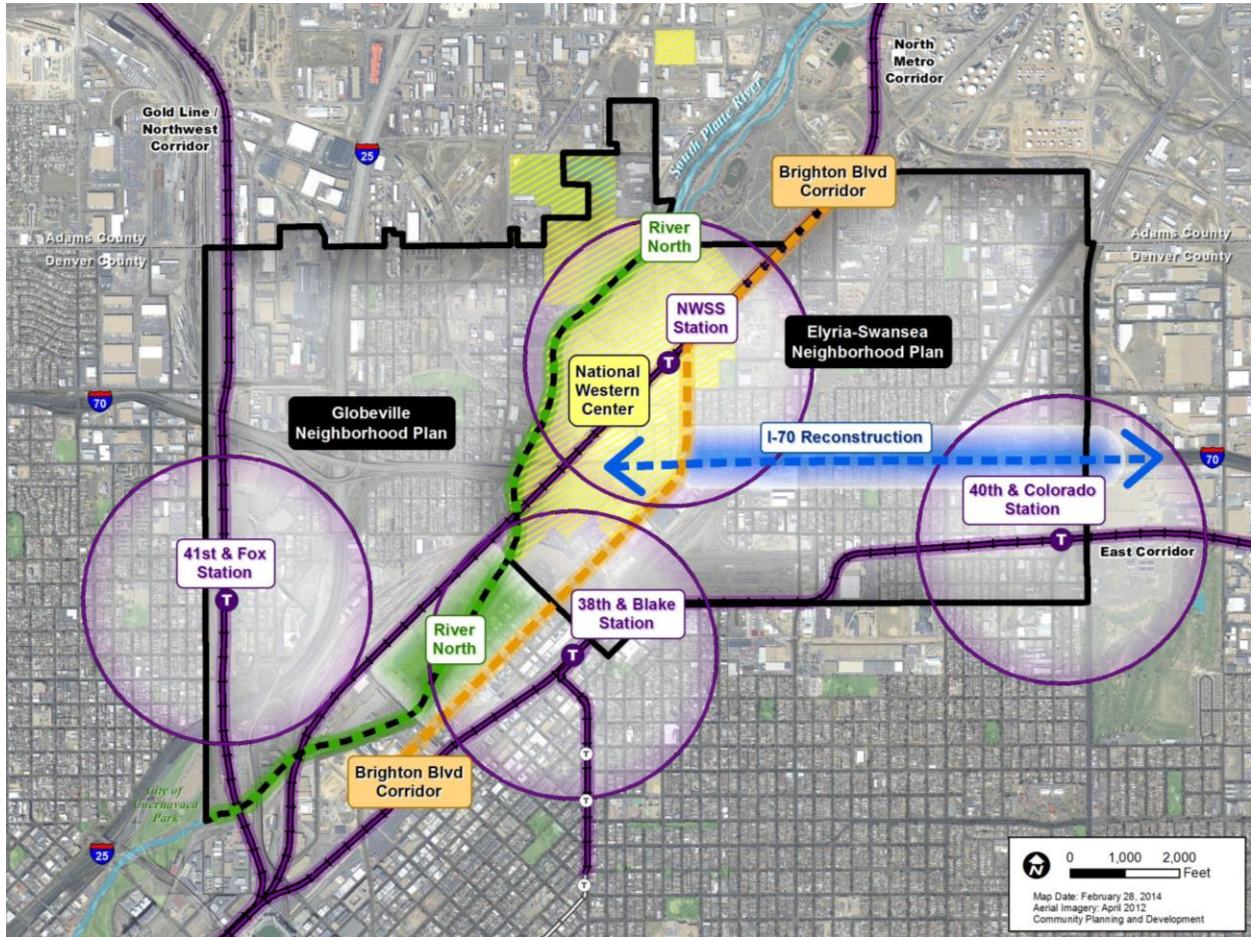 North
Metro
Corridor
Gold Line /
Northwest
Corridor
25
South Platte River
Brighton Blvd
Corridor
River
North
Adams County
Denver County
Adams County
Denver County
NWSS
Station
Elyria-Swansea
Neighborhood Plan
T
National
Western
Center
70
Globeville
Neighborhood Plan
I-70 Reconstruction
70
40th & Colorado
Station
41st & Fox
Station
T
East Corridor
T
38th & Blake
Station
River
North
T
T
Brighton Blvd
Corridor
City of
Cuernavaca
Park
T
25
T
N
0 1,000 2,000
Feet
Map Date: February 28, 2014
Aerial Imagery: April 2012
Community Planning and Development